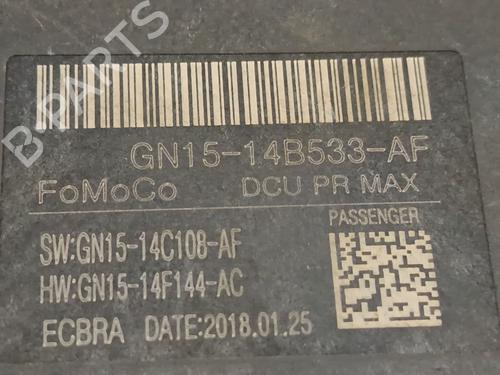 B-PARTS
GN15-14B533-AF
FoMoCo DCU PR MAX
PASSENGER
SW:GN15-14C108-AF
HW:GN15-14F144-AC
ECBRA DATE:2018.01.25